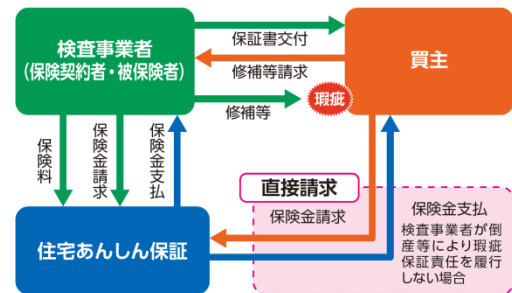 検査事業者
(保険契約者・被保険者)
保証書交付
買主
修補等請求
瑕疵
修補等
保険料
保険金請求
保険金支払
直接請求
保険金請求
保険金支払
検査事業者が倒
産等により瑕疵
保証責任を履行
しない場合
住宅あんしん保証